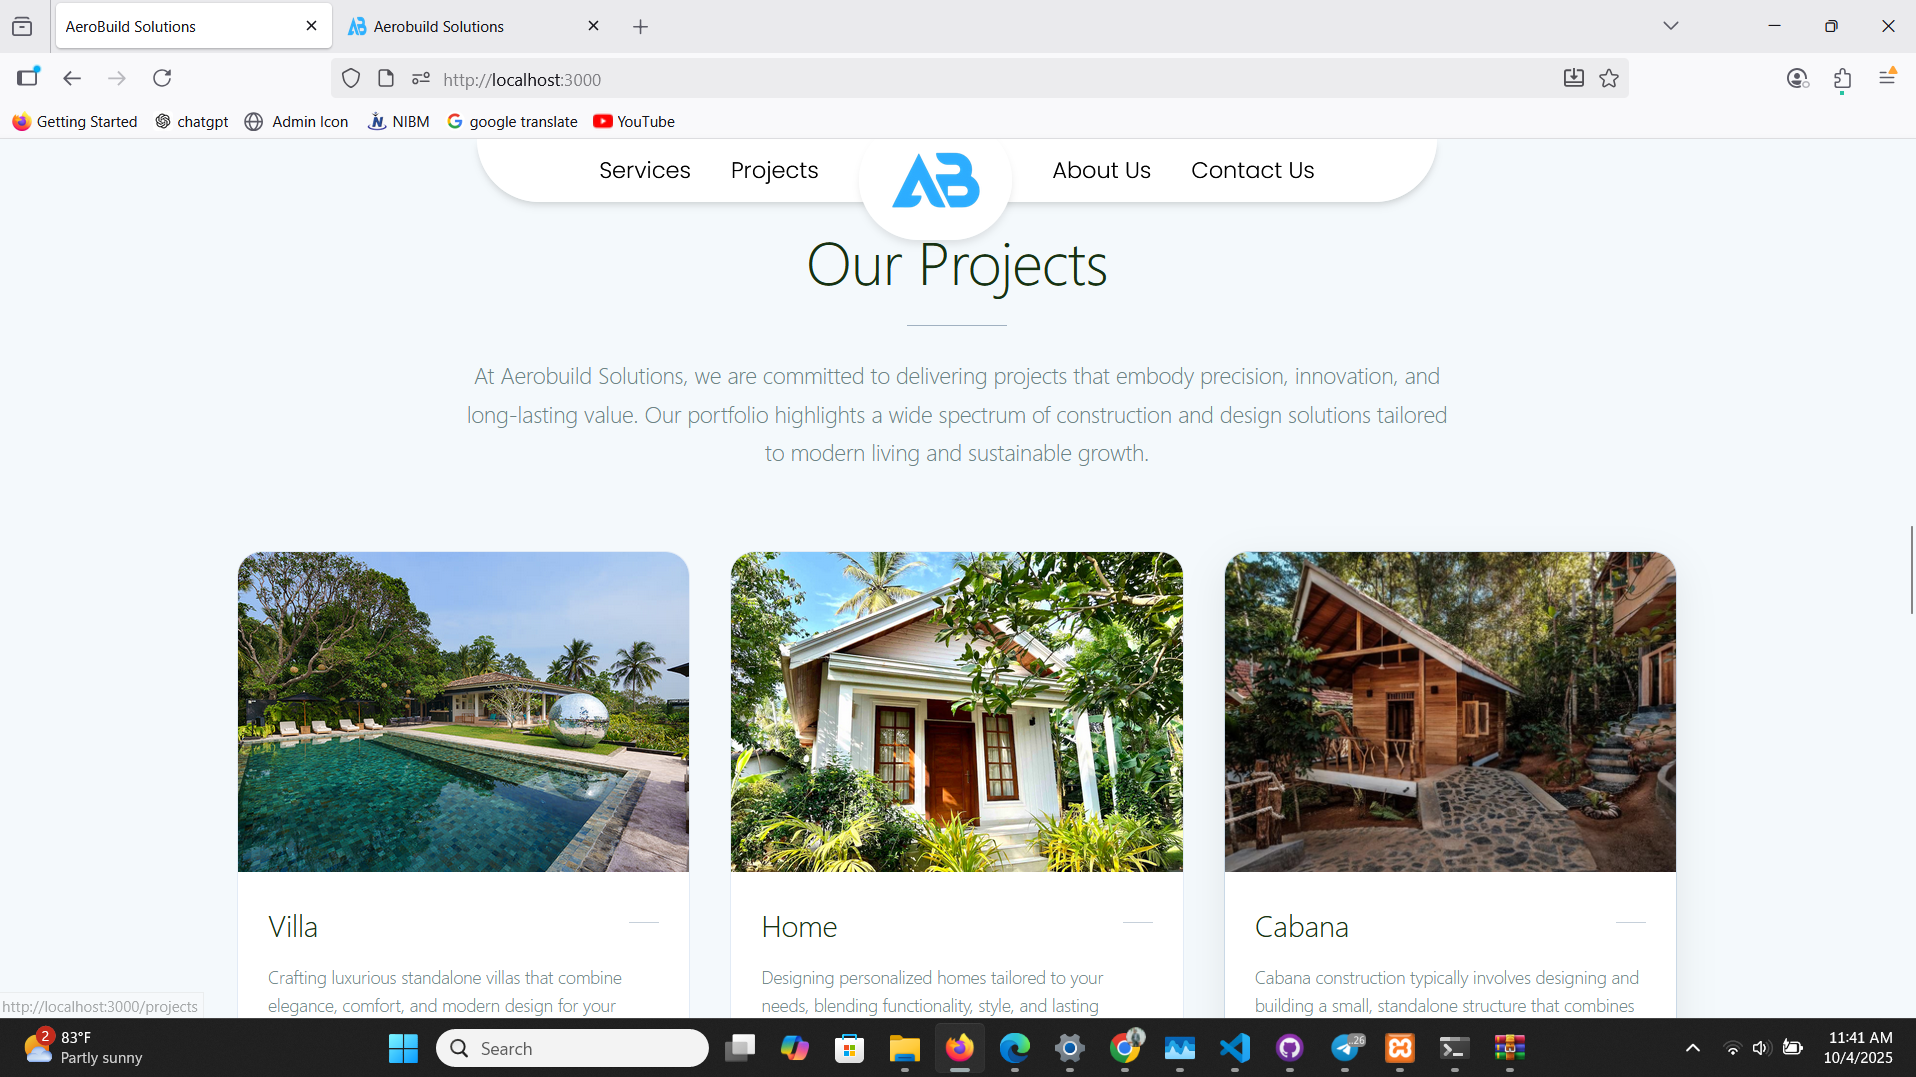 AeroBuild Solutions
Aerobuild Solutions
http://localhost:3000
Getting Started
chatgpt
Admin Icon
NIBM
google translate
YouTube
Services
Projects
AB
About Us
Contact Us
Our Projects
At Aerobuild Solutions, we are committed to delivering projects that embody precision, innovation, and
long-lasting value. Our portfolio highlights a wide spectrum of construction and design solutions tailored
to modern living and sustainable growth.
Villa
Crafting luxurious standalone villas that combine
elegance, comfort, and modern design for your
Home
Designing personalized homes tailored to your
needs, blending functionality, style, and lasting
Cabana
Cabana construction typically involves designing and
building a small, standalone structure that combines
http://localhost:3000/projects
2
83°F
Partly sunny
Search
..26
11:41 AM
10/4/2025